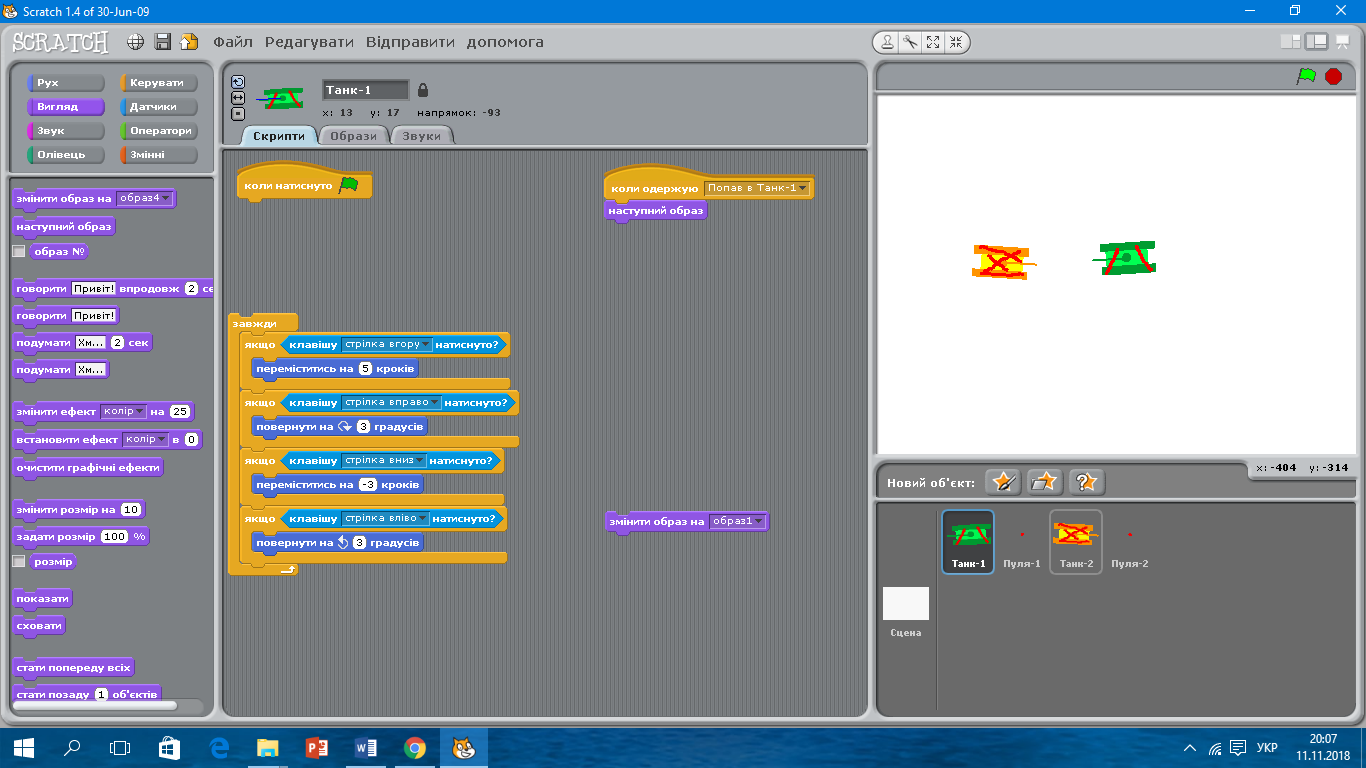 Scratch 1.4 of 30-Jun-09
SCRATCH
Файл Редагувати Відправити допомога
Рух
Керувати
Вигляд
Датчики
Звук
Оператори
Олівець
Змінні
змінити образ на образ4
наступний образ
образ №
говорити Привіт! впродовж 2 се
говорити Привіт!
подумати Хм... 2 сек
подумати Хм...
змінити ефект колір на 25
встановити ефект колір в 0
очистити графічні ефекти
змінити розмір на 10
задати розмір 100 %
розмір
показати
сховати
стати попереду всіх
стати позаду 1 об'єктів
Танк-1
x: 13 y: 17 напрямок: -93
Скрипти Образи Звуки
коли натиснуто
завжди
якщо клавішу стрілка вгору натиснуто?
переміститись на 5 кроків
якщо клавішу стрілка вправо натиснуто?
повернути на 3 градусів
якщо клавішу стрілка вниз натиснуто?
переміститись на -3 кроків
якщо клавішу стрілка вліво натиснуто?
повернути на 3 градусів
коли одержую Попав в Танк-1
наступний образ
змінити образ на образ1
x: -404 y: -314
Новий об'єкт:
Танк-1 Пуля-1 Танк-2 Пуля-2
Сцена
УКР
20:07
11.11.2018